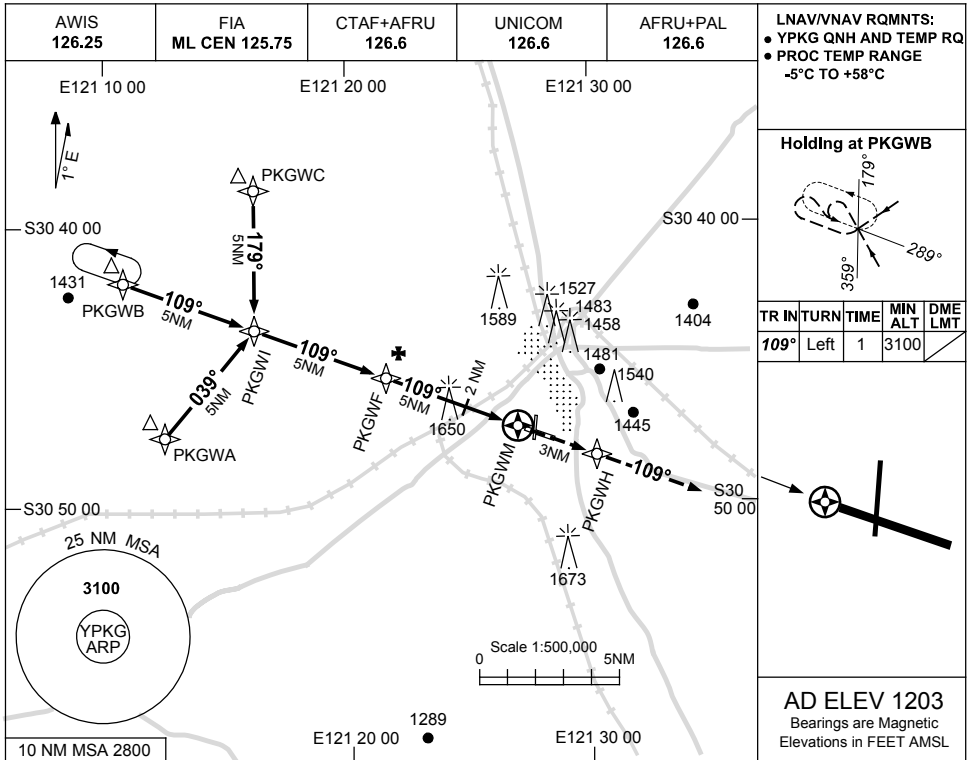 AWIS
126.25
FIA
ML CEN 125.75
CTAF+AFRU
126.6
UNICOM
126.6
AFRU+PAL
126.6
LNAV/VNAV RQMNTS:
● YPKG QNH AND TEMP RQ
● PROC TEMP RANGE
-5°C TO +58°C
E121 10 00
E121 20 00
E121 30 00
1° E
PKGWC
S30 40 00
S30 40 00
179°
5NM
1431
PKGWB
109°
5NM
PKGWI
109°
5NM
039°
5NM
PKGWA
PKGWF
109°
5NM
2 NM
1650
PKGWM
3NM
PKGWH
109°
1589
1527
1483
1458
1481
1540
1445
1404
1673
S30 50 00
S30
50 00
25 NM MSA
3100
YPKG
ARP
Scale 1:500,000
0
5NM
1289
E121 20 00
E121 30 00
10 NM MSA 2800
Holding at PKGWB
179°
289°
359°
TR IN TURN TIME MIN ALT DME LMT
109° Left 1 3100
AD ELEV 1203
Bearings are Magnetic
Elevations in FEET AMSL